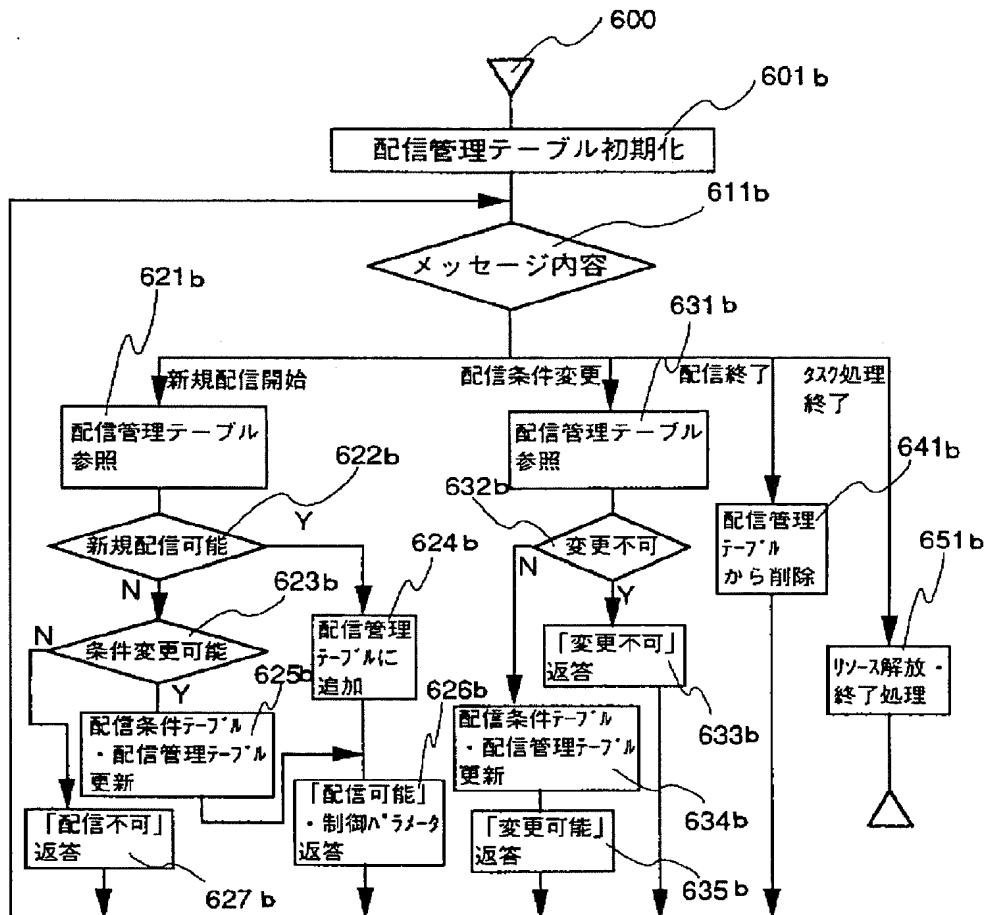 600
601b
配信管理テーブル初期化
611b
メッセージ内容
621b
631b
新規配信開始
配信条件変更
配信終了
タスク処理
終了
配信管理テーブル
参照
配信管理テーブル
参照
622b
632b
641b
新規配信可能
Y
624b
変更不可
配信管理
テーブル
から削除
651b
N
623b
N
Y
条件変更可能
N
Y
配信管理
テーブルに
追加
「変更不可」
返答
リソース解放・
終了処理
625b
626b
633b
配信条件テーブル
・配信管理テーブル
更新
配信条件テーブル
・配信管理テーブル
更新
「配信可能」
・制御パラメータ
返答
634b
「配信不可」
返答
「変更可能」
返答
627b
635b